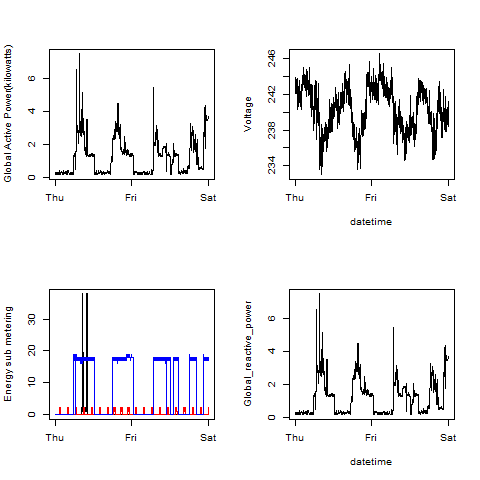 Global Active Power(kilowatts)
0 2 4 6
Thu Fri Sat
Voltage
234 238 242 246
Thu Fri Sat
datetime
Energy sub metering
0 10 20 30
Thu Fri Sat
Global_reactive_power
0 2 4 6
Thu Fri Sat
datetime